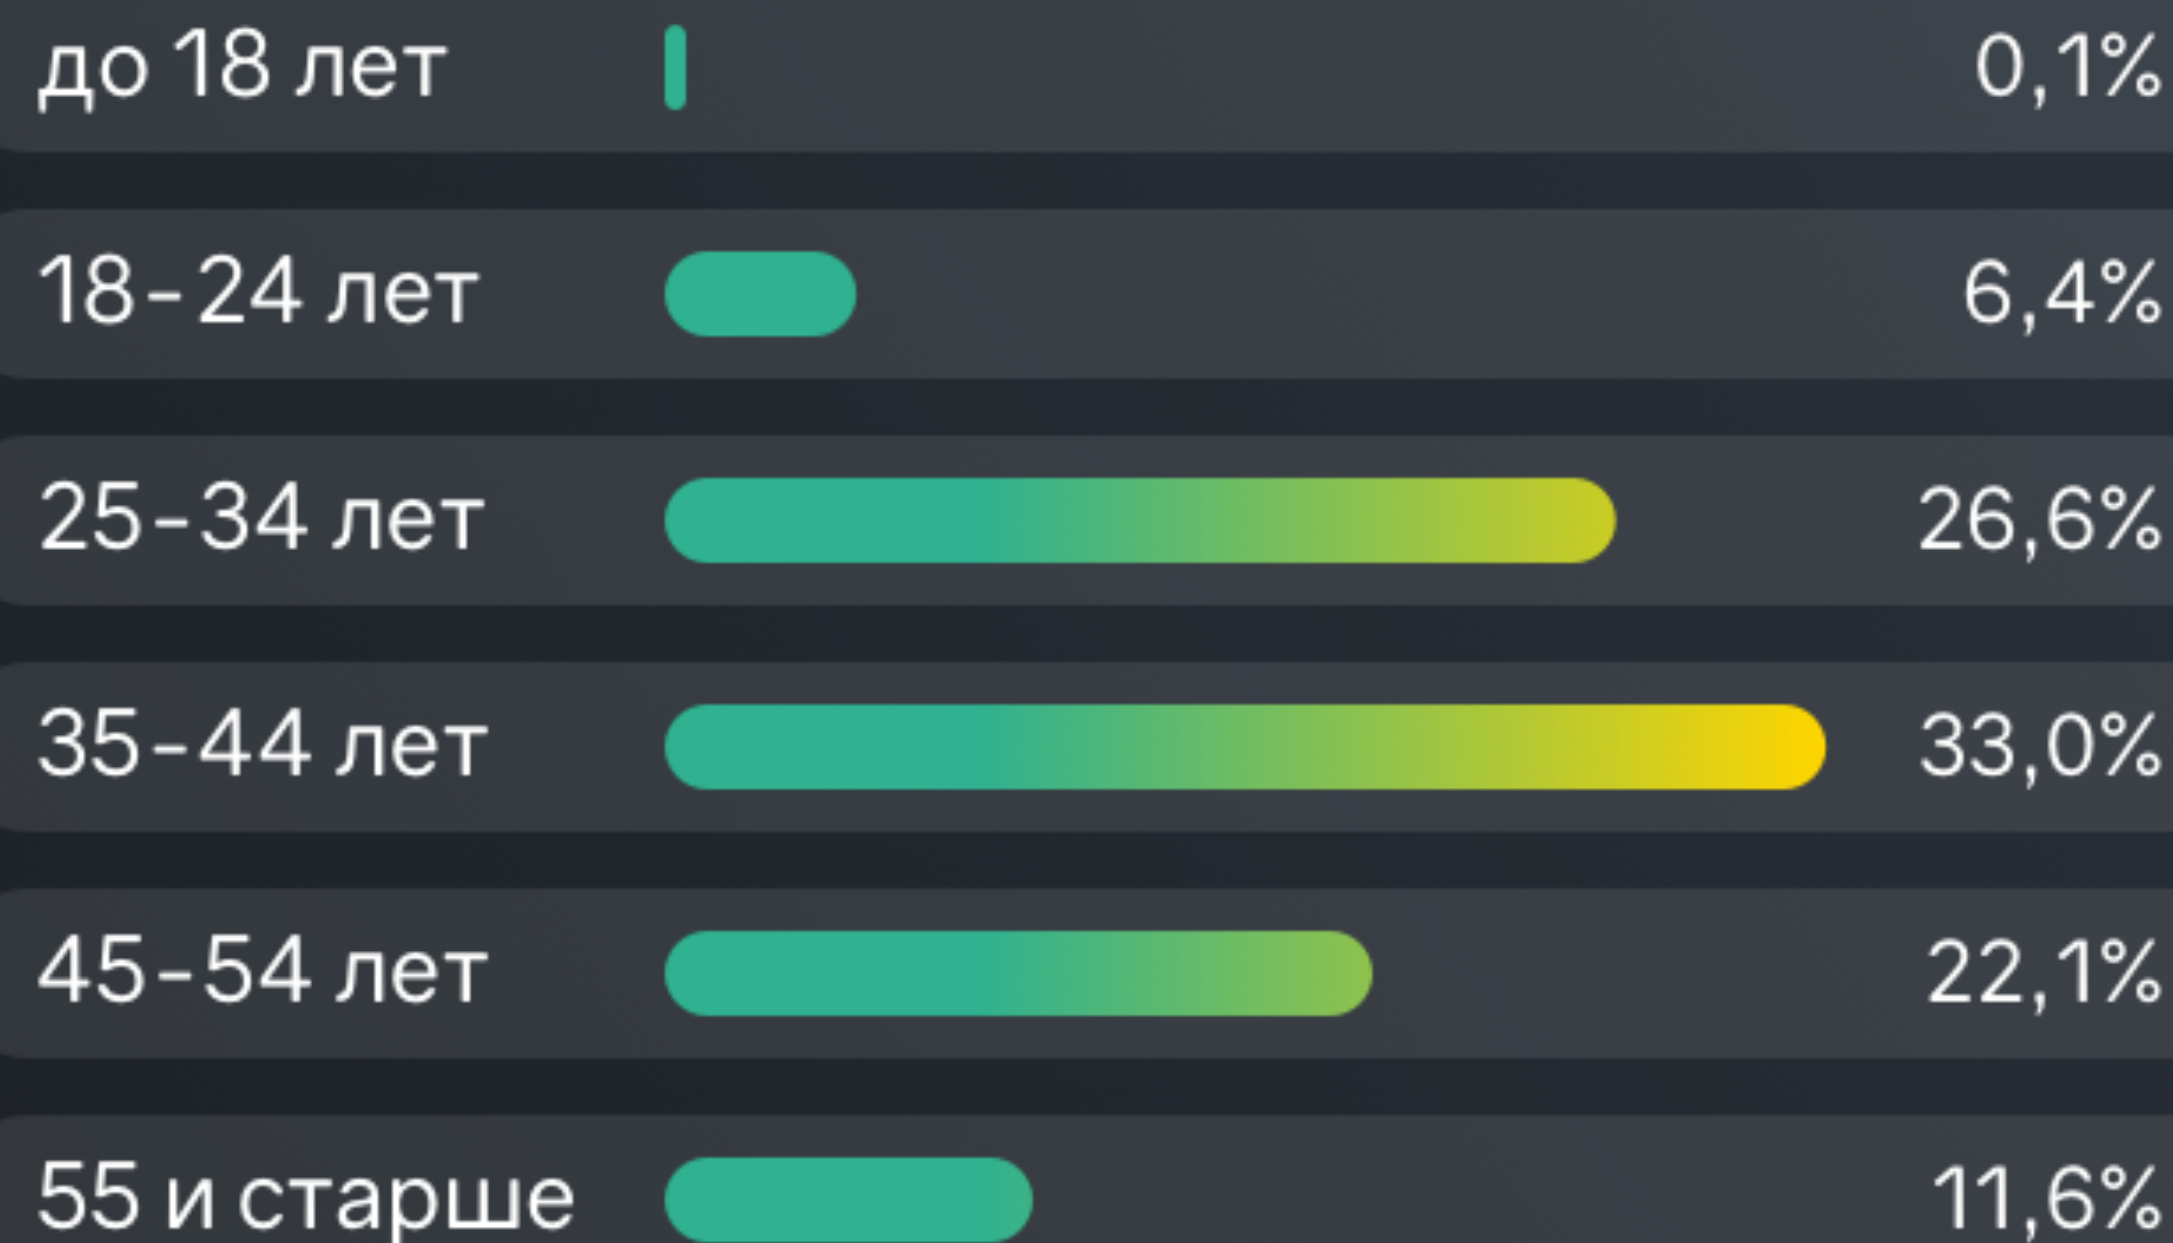 до 18 лет 0,1%
18-24 лет 6,4%
25-34 лет 26,6%
35-44 лет 33,0%
45-54 лет 22,1%
55 и старше 11,6%